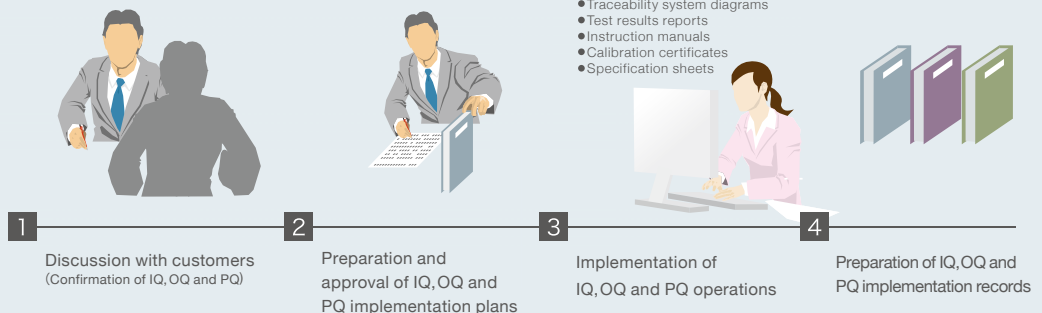 ●Traceability system diagrams
●Test results reports
●Instruction manuals
●Calibration certificates
●Specification sheets
1
Discussion with customers
(Confirmation of IQ, OQ and PQ)
2
Preparation and
approval of IQ, OQ and
PQ implementation plans
3
Implementation of
IQ, OQ and PQ operations
4
Preparation of IQ, OQ and
PQ implementation records